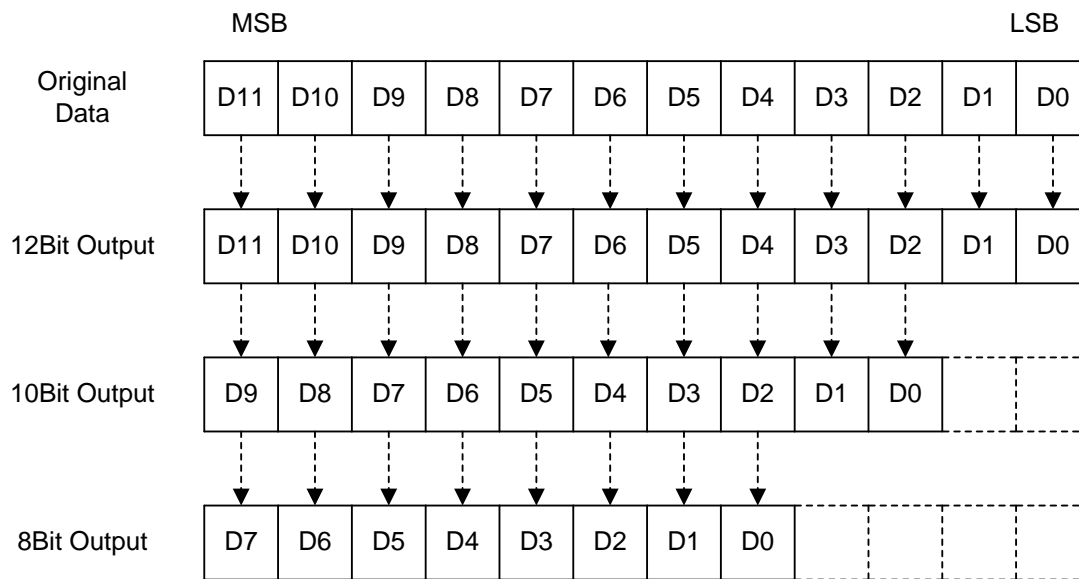 MSB LSB
Original
Data
D11 D10 D9 D8 D7 D6 D5 D4 D3 D2 D1 D0
12Bit Output D11 D10 D9 D8 D7 D6 D5 D4 D3 D2 D1 D0
10Bit Output D9 D8 D7 D6 D5 D4 D3 D2 D1 D0
8Bit Output D7 D6 D5 D4 D3 D2 D1 D0